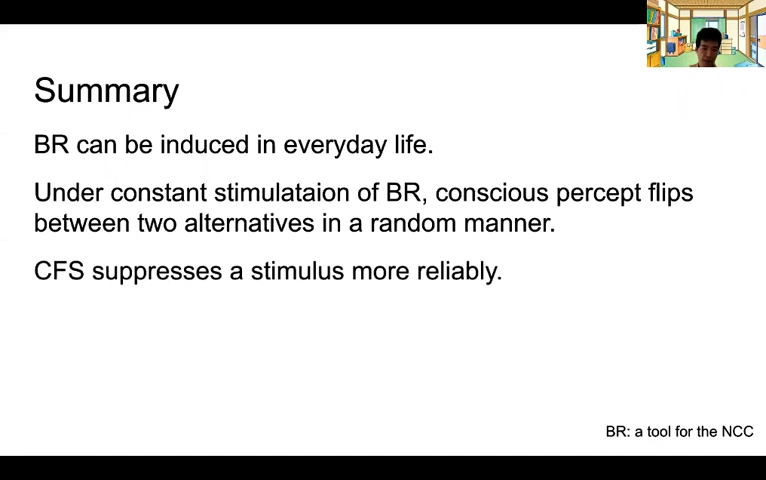 Summary
BR can be induced in everyday life.
Under constant stimulataion of BR, conscious percept flips
between two alternatives in a random manner.
CFS suppresses a stimulus more reliably.
BR: a tool for the NCC